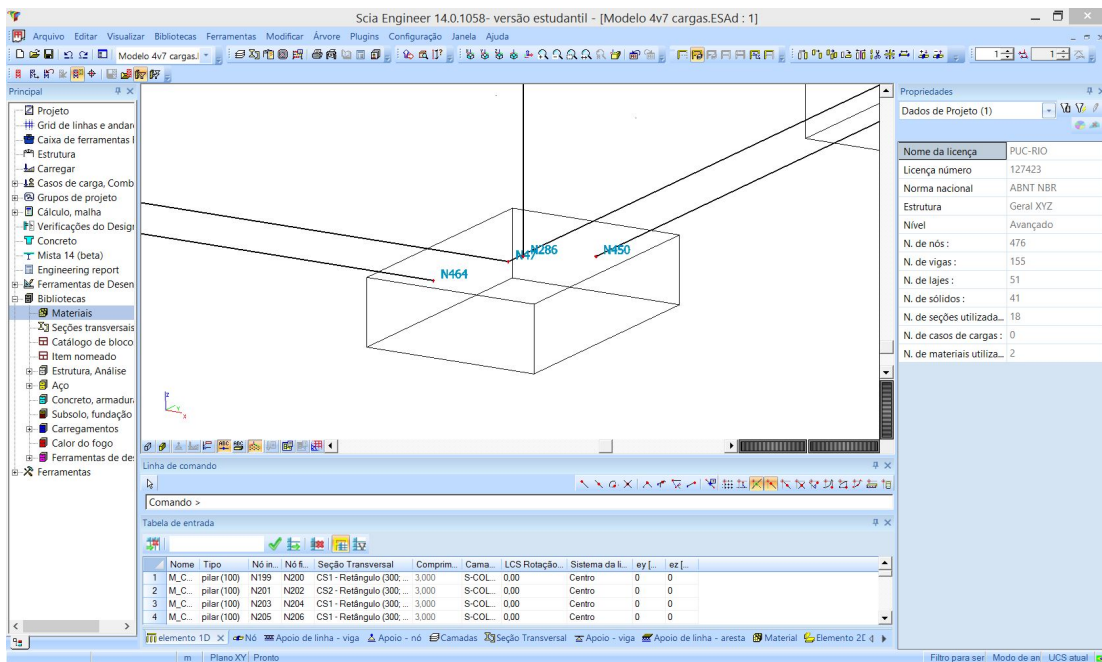 Scia Engineer 14.0.1058- versão estudantil - [Modelo 4v7 cargas.ESAd : 1]
Arquivo Editar Visualizar Bibliotecas Ferramentas Modificar Árvore Plugins Configuração Janela Ajuda
Modelo 4v7 cargas.l
1
1
Principal
Projeto
Grid de linhas e andar
Caixa de ferramentas
Estrutura
Carregar
Casos de carga, Comb
Grupos de projeto
Cálculo, malha
Verificações do Design
Concreto
Mista 14 (beta)
Engineering report
Ferramentas de Desen
Bibliotecas
Materiais
Seções transversais
Catálogo de bloco
Item nomeado
Estrutura, Análise
Aço
Concreto, armadur
Subsolo, fundação
Carregamentos
Calor do fogo
Ferramentas de de
Ferramentas
N286
N47
N450
N464
z
y
x
Propriedades
Dados de Projeto (1)
Nome da licença PUC-RIO
Licença número 127423
Norma nacional ABNT NBR
Estrutura Geral XYZ
Nível Avançado
N. de nós : 476
N. de vigas : 155
N. de lajes : 51
N. de sólidos : 41
N. de seções utilizada... 18
N. de casos de cargas : 0
N. de materiais utiliza... 2
Linha de comando
Comando >
Tabela de entrada
Nome Tipo Nó in... Nó fi... Seção Transversal Comprim... Cama... LCS Rotação... Sistema da li... ey [... ez [...
1 M_C... pilar (100) N199 N200 CS1 - Retângulo (300; ... 3,000 S-COL... 0,00 Centro 0 0
2 M_C... pilar (100) N201 N202 CS2 - Retângulo (300; ... 3,000 S-COL... 0,00 Centro 0 0
3 M_C... pilar (100) N203 N204 CS1 - Retângulo (300; ... 3,000 S-COL... 0,00 Centro 0 0
4 M_C... pilar (100) N205 N206 CS1 - Retângulo (300; ... 3,000 S-COL... 0,00 Centro 0 0
elemento 1D Nó Apoio de linha - viga Apoio - nó Camadas Seção Transversal Apoio - viga Apoio de linha - aresta Material Elemento 2D
m Plano XY Pronto Filtro para ser Modo de an UCS atual